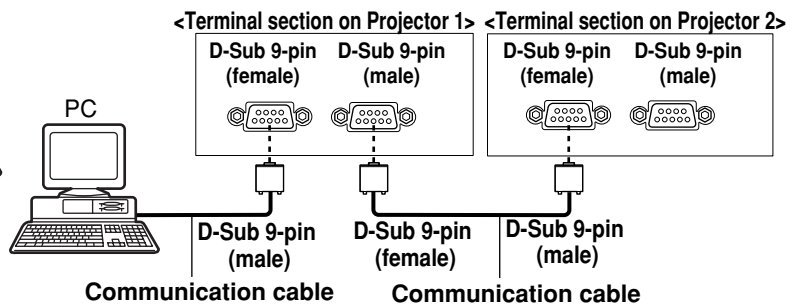 <Terminal section on Projector 1> <Terminal section on Projector 2>
D-Sub 9-pin D-Sub 9-pin D-Sub 9-pin D-Sub 9-pin
(female) (male) (female) (male)
PC
D-Sub 9-pin D-Sub 9-pin D-Sub 9-pin
(male) (female) (male)
Communication cable Communication cable